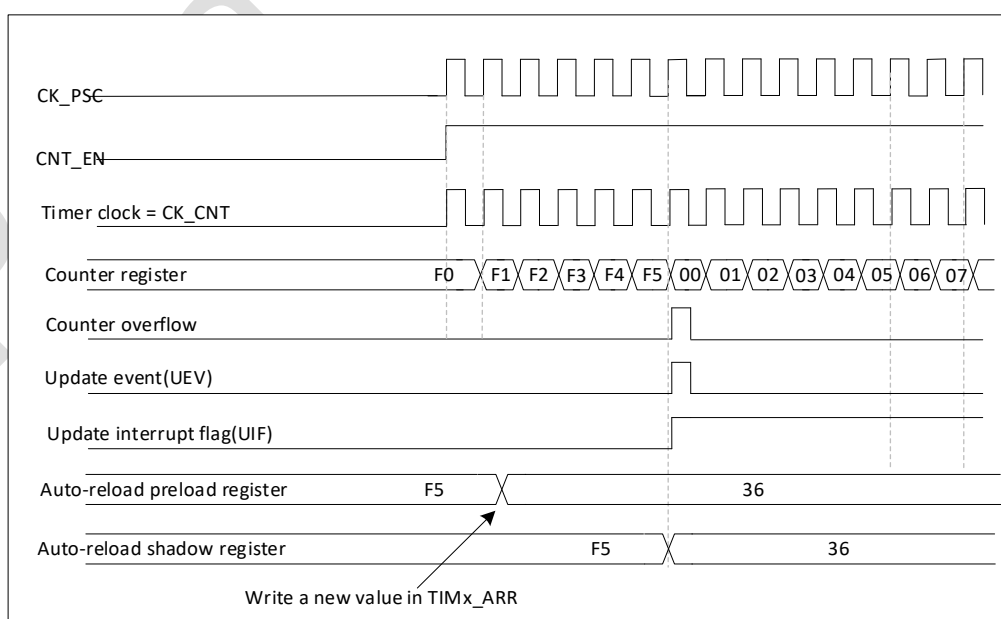 CK_PSC
CNT_EN
Timer clock = CK_CNT
Counter register F0 F1 F2 F3 F4 F5 00 01 02 03 04 05 06 07
Counter overflow
Update event(UEV)
Update interrupt flag(UIF)
Auto-reload preload register F5 36
Auto-reload shadow register F5 36
Write a new value in TIMx_ARR